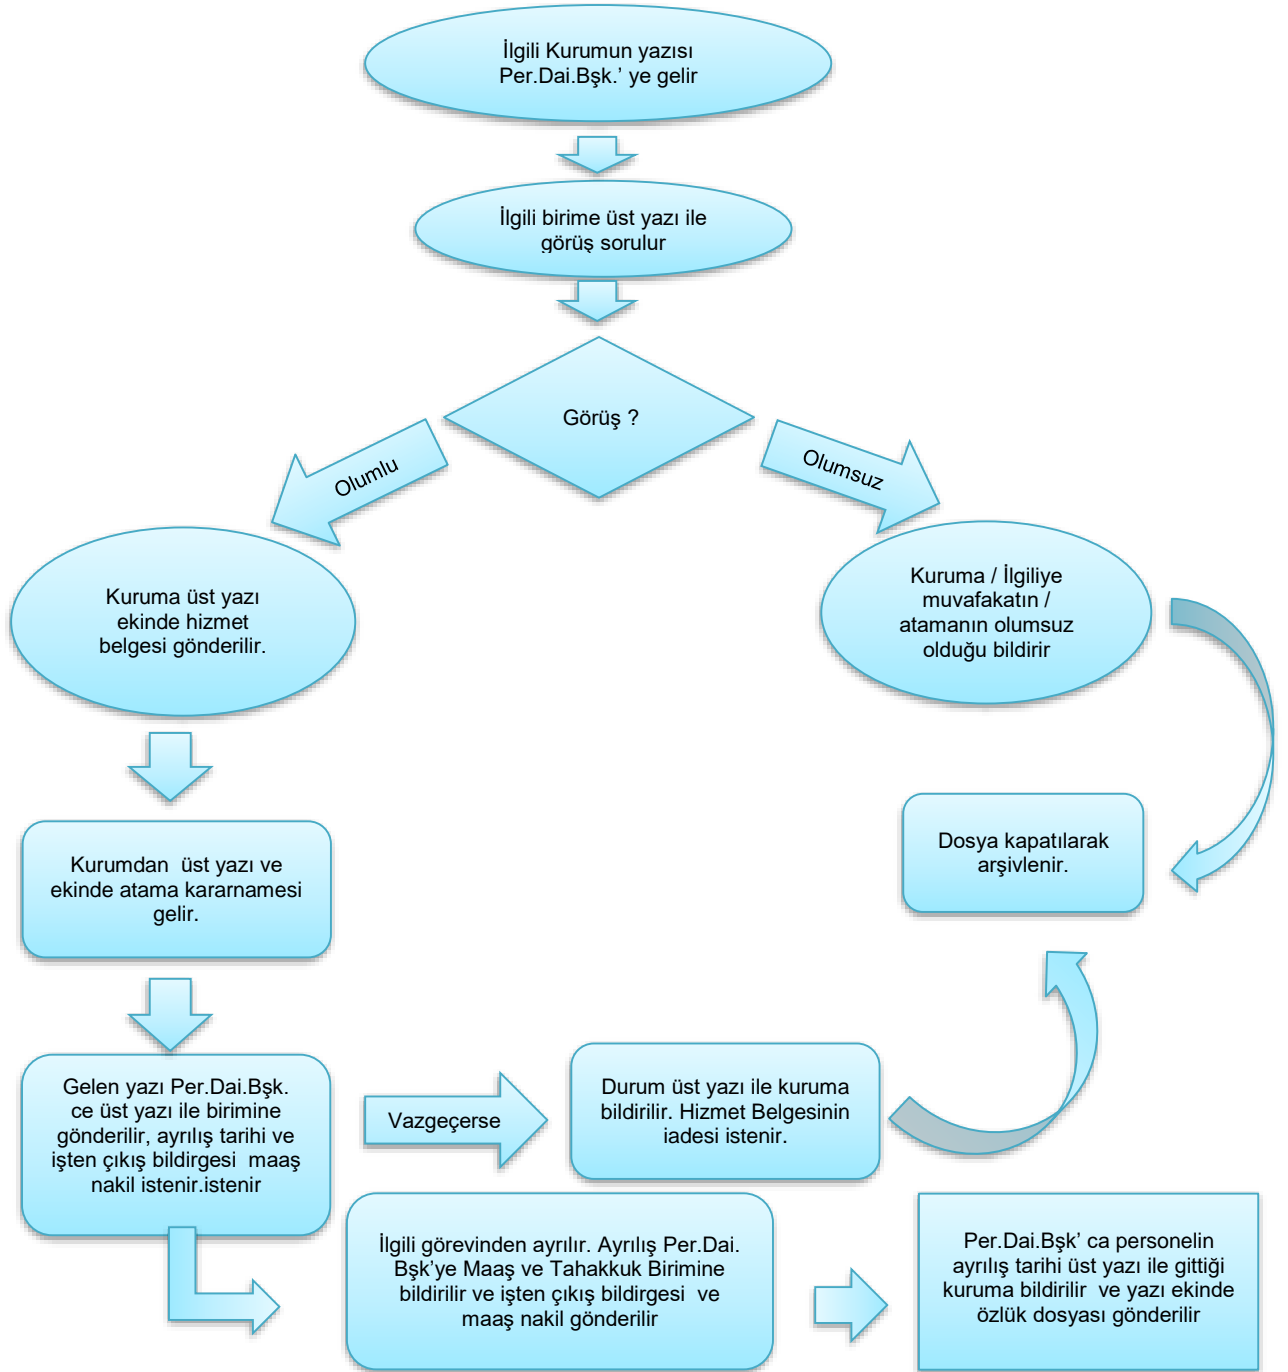 İlgili Kurumun yazısı
Per.Dai.Bşk.’ ye gelir
İlgili birime üst yazı ile
görüş sorulur
Görüş ?
Olumlu
Olumsuz
Kuruma üst yazı
ekinde hizmet
belgesi gönderilir.
Kuruma / İlgiliye
muvafakatın /
atamanın olumsuz
olduğu bildirir
Kurumdan  üst yazı ve
ekinde atama kararnamesi
gelir.
Dosya kapatılarak
arşivlenir.
Gelen yazı Per.Dai.Bşk.
ce üst yazı ile birimine
gönderilir, ayrılış tarihi ve
işten çıkış bildirgesi  maaş
nakil istenir.istenir
Vazgeçerse
Durum üst yazı ile kuruma
bildirilir. Hizmet Belgesinin
iadesi istenir.
İlgili görevinden ayrılır. Ayrılış Per.Dai.
Bşk’ye Maaş ve Tahakkuk Birimine
bildirilir ve işten çıkış bildirgesi  ve
maaş nakil gönderilir
Per.Dai.Bşk’ ca personelin
ayrılış tarihi üst yazı ile gittiği
kuruma bildirilir  ve yazı ekinde
özlük dosyası gönderilir